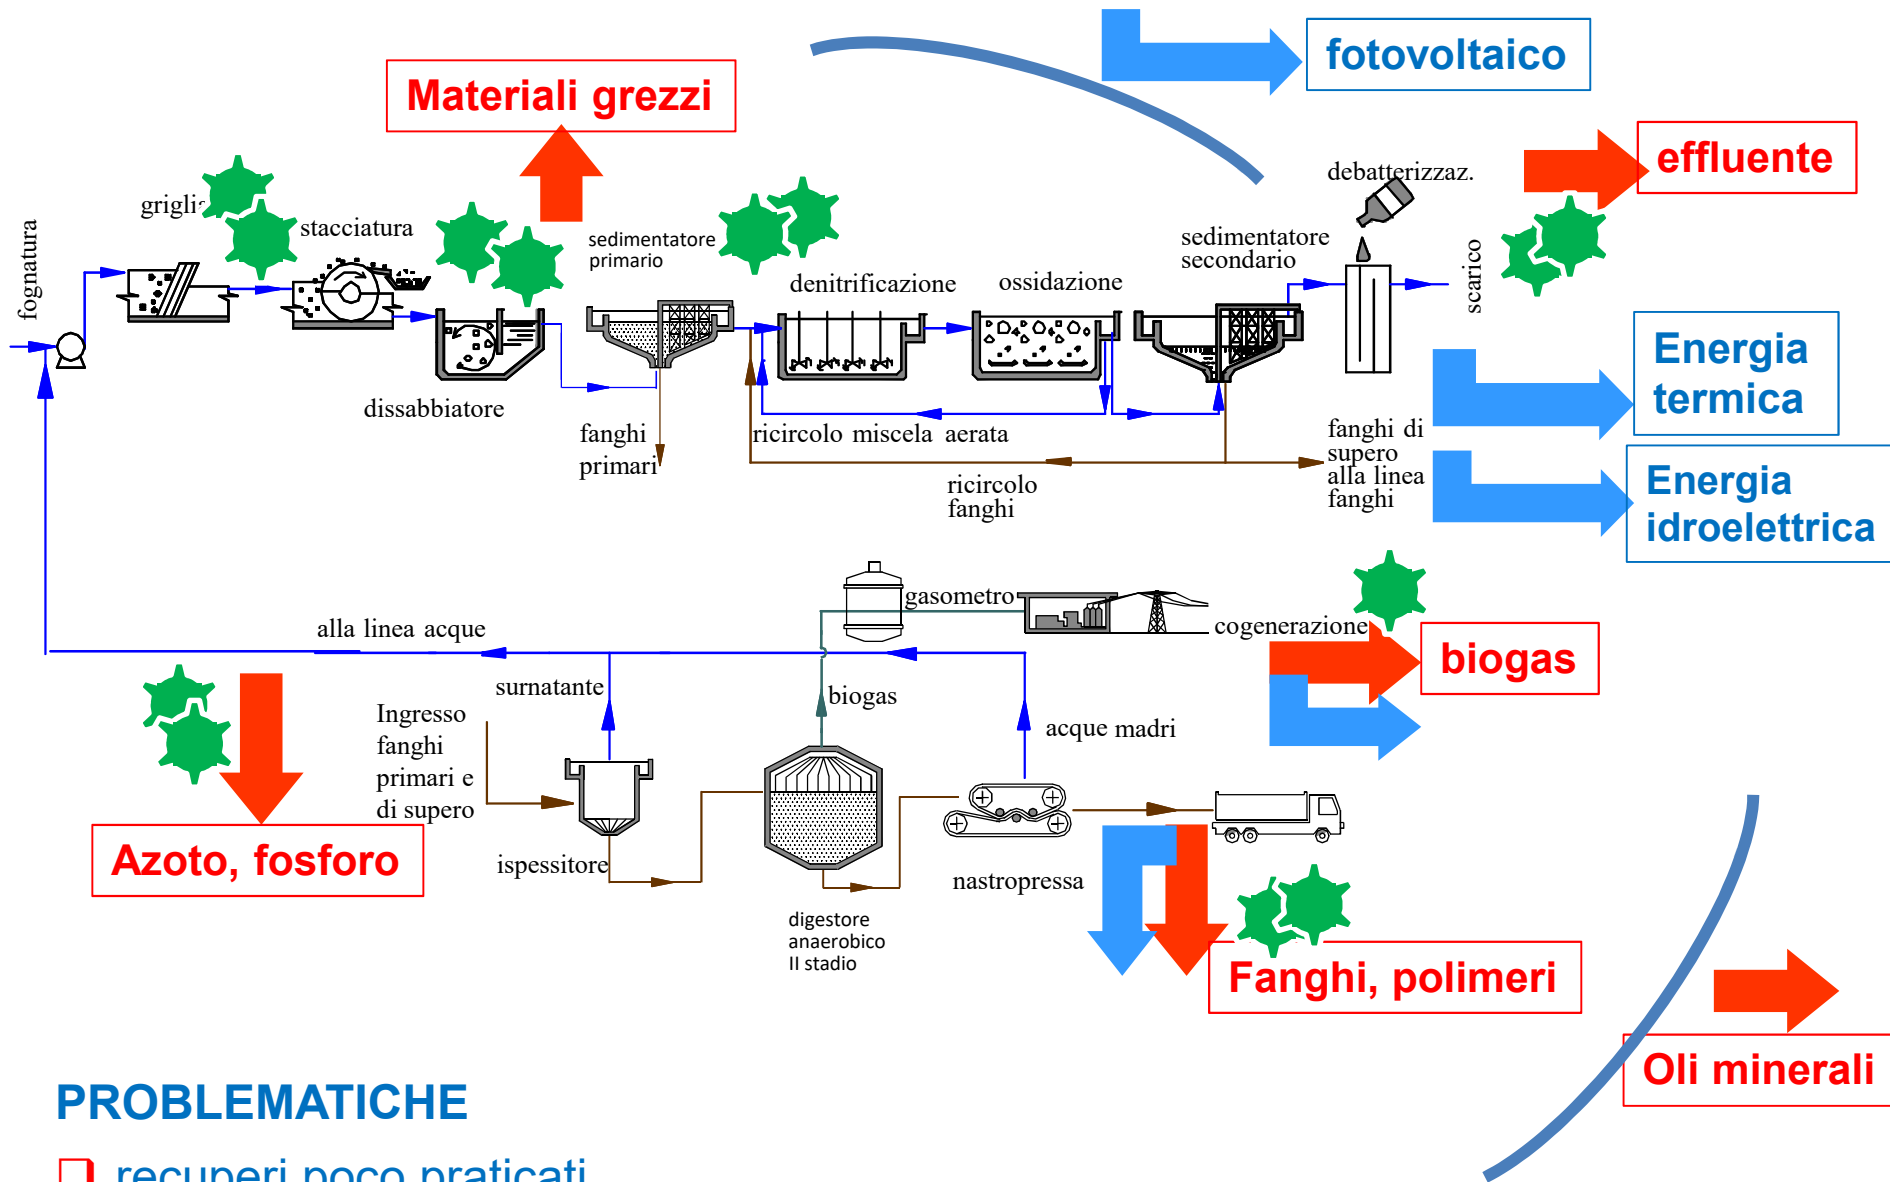 fotovoltaico
Materiali grezzi
effluente
debatterizzaz.
stacciatura
fognatura
sedimentatore
primario
sedimentatore
secondario
scarico
denitrificazione
ossidazione
Energia
termica
dissabbiatore
fanghi
primari
ricircolo miscela aerata
fanghi di
supero
alla linea
fanghi
ricircolo
fanghi
Energia
idroelettrica
gasometro
cogenerazione
alla linea acque
biogas
surnatante
biogas
Ingresso
fanghi
primari e
di supero
acque madri
Azoto, fosforo
ispessitore
nastropressa
digestore
anaerobico
II stadio
Fanghi, polimeri
Oli minerali
PROBLEMATICHE
recuperi poco praticati